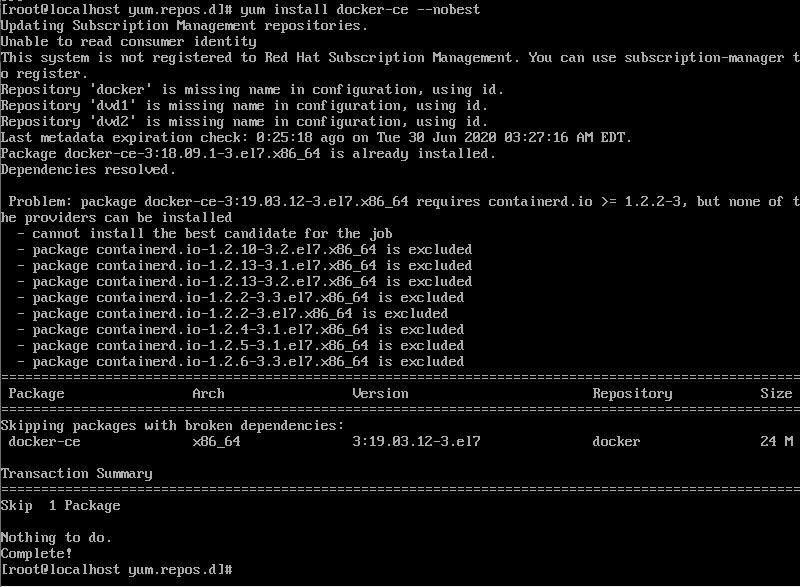 [root@localhost yum.repos.d]# yum install docker-ce --nobest
Updating Subscription Management repositories.
Unable to read consumer identity
This system is not registered to Red Hat Subscription Management. You can use subscription-manager t
o register.
Repository 'docker' is missing name in configuration, using id.
Repository 'dvd1' is missing name in configuration, using id.
Repository 'dvd2' is missing name in configuration, using id.
Last metadata expiration check: 0:25:18 ago on Tue 30 Jun 2020 03:27:16 AM EDT.
Package docker-ce-3:18.09.1-3.el7.x86_64 is already installed.
Dependencies resolved.

 Problem: package docker-ce-3:19.03.12-3.el7.x86_64 requires containerd.io >= 1.2.2-3, but none of t
he providers can be installed
  - cannot install the best candidate for the job
  - package containerd.io-1.2.10-3.2.el7.x86_64 is excluded
  - package containerd.io-1.2.13-3.1.el7.x86_64 is excluded
  - package containerd.io-1.2.13-3.2.el7.x86_64 is excluded
  - package containerd.io-1.2.2-3.3.el7.x86_64 is excluded
  - package containerd.io-1.2.2-3.el7.x86_64 is excluded
  - package containerd.io-1.2.4-3.1.el7.x86_64 is excluded
  - package containerd.io-1.2.5-3.1.el7.x86_64 is excluded
  - package containerd.io-1.2.6-3.3.el7.x86_64 is excluded
====================================================================================================
 Package                Arch                Version                       Repository           Size
====================================================================================================
Skipping packages with broken dependencies:
 docker-ce              x86_64              3:19.03.12-3.el7              docker               24 M

Transaction Summary
====================================================================================================
Skip  1 Package

Nothing to do.
Complete!
[root@localhost yum.repos.d]#